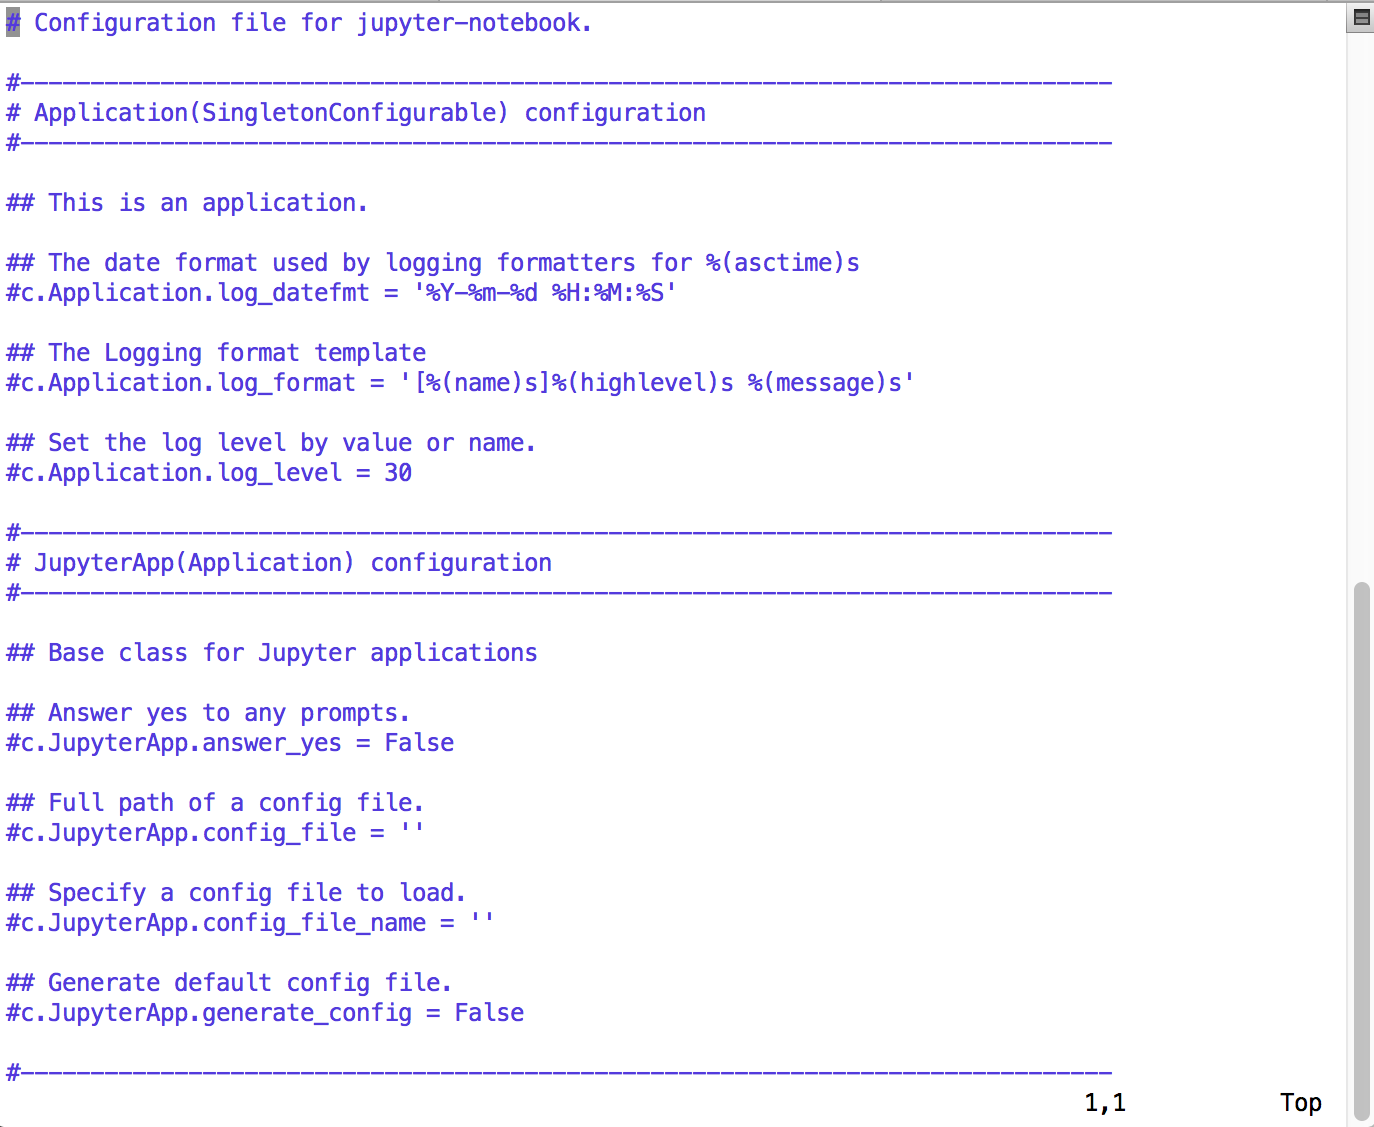 # Configuration file for jupyter-notebook.
#------------------------------------------------------------------------------
# Application(SingletonConfigurable) configuration
#------------------------------------------------------------------------------
## This is an application.
## The date format used by logging formatters for %(asctime)s
#c.Application.log_datefmt = '%Y-%m-%d %H:%M:%S'
## The Logging format template
#c.Application.log_format = '[%(name)s]%(highlevel)s %(message)s'
## Set the log level by value or name.
#c.Application.log_level = 30
#------------------------------------------------------------------------------
# JupyterApp(Application) configuration
#------------------------------------------------------------------------------
## Base class for Jupyter applications
## Answer yes to any prompts.
#c.JupyterApp.answer_yes = False
## Full path of a config file.
#c.JupyterApp.config_file = ''
## Specify a config file to load.
#c.JupyterApp.config_file_name = ''
## Generate default config file.
#c.JupyterApp.generate_config = False
#------------------------------------------------------------------------------
1,1 Top